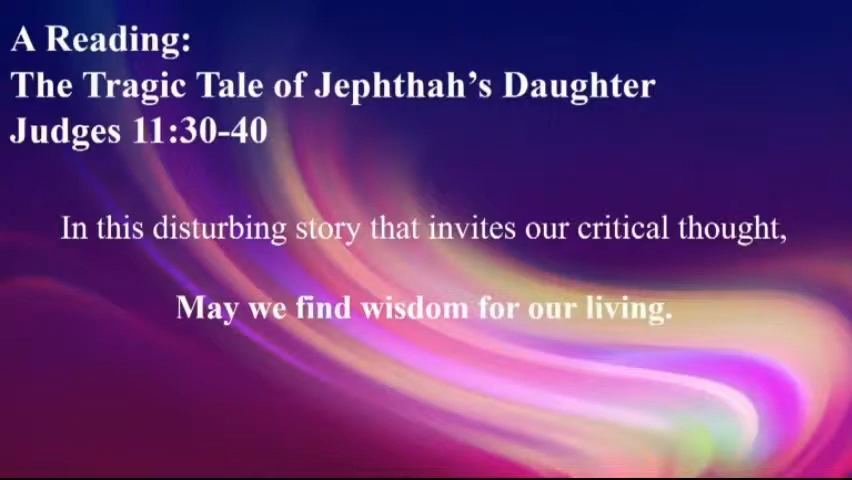 A Reading:
The Tragic Tale of Jephthah’s Daughter
Judges 11:30-40
In this disturbing story that invites our critical thought,
May we find wisdom for our living.